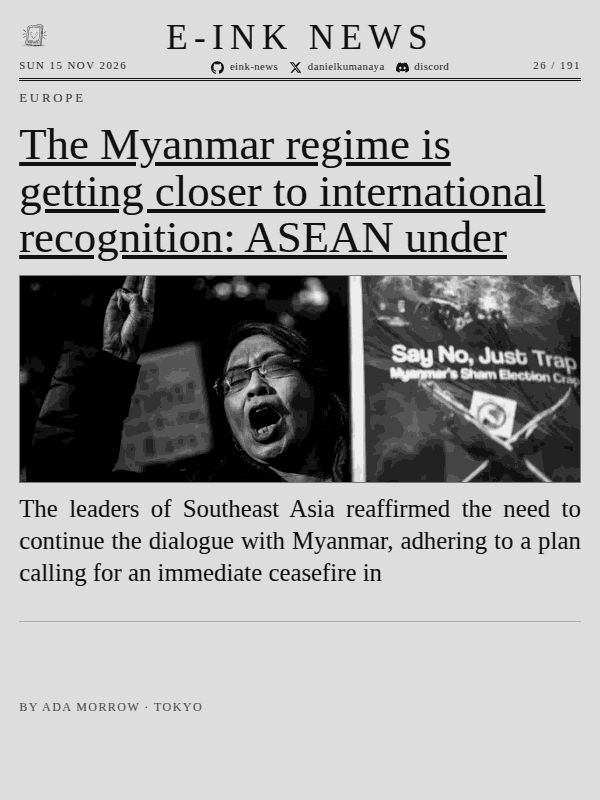 E-INK NEWS
SUN 15 NOV 2026
eink-news danielkumanaya discord
26 / 191
EUROPE
The Myanmar regime is
getting closer to international
recognition: ASEAN under
Say No, Just Trap
Myanmar's Sham Election Crap
The leaders of Southeast Asia reaffirmed the need to
continue the dialogue with Myanmar, adhering to a plan
calling for an immediate ceasefire in
BY ADA MORROW · TOKYO